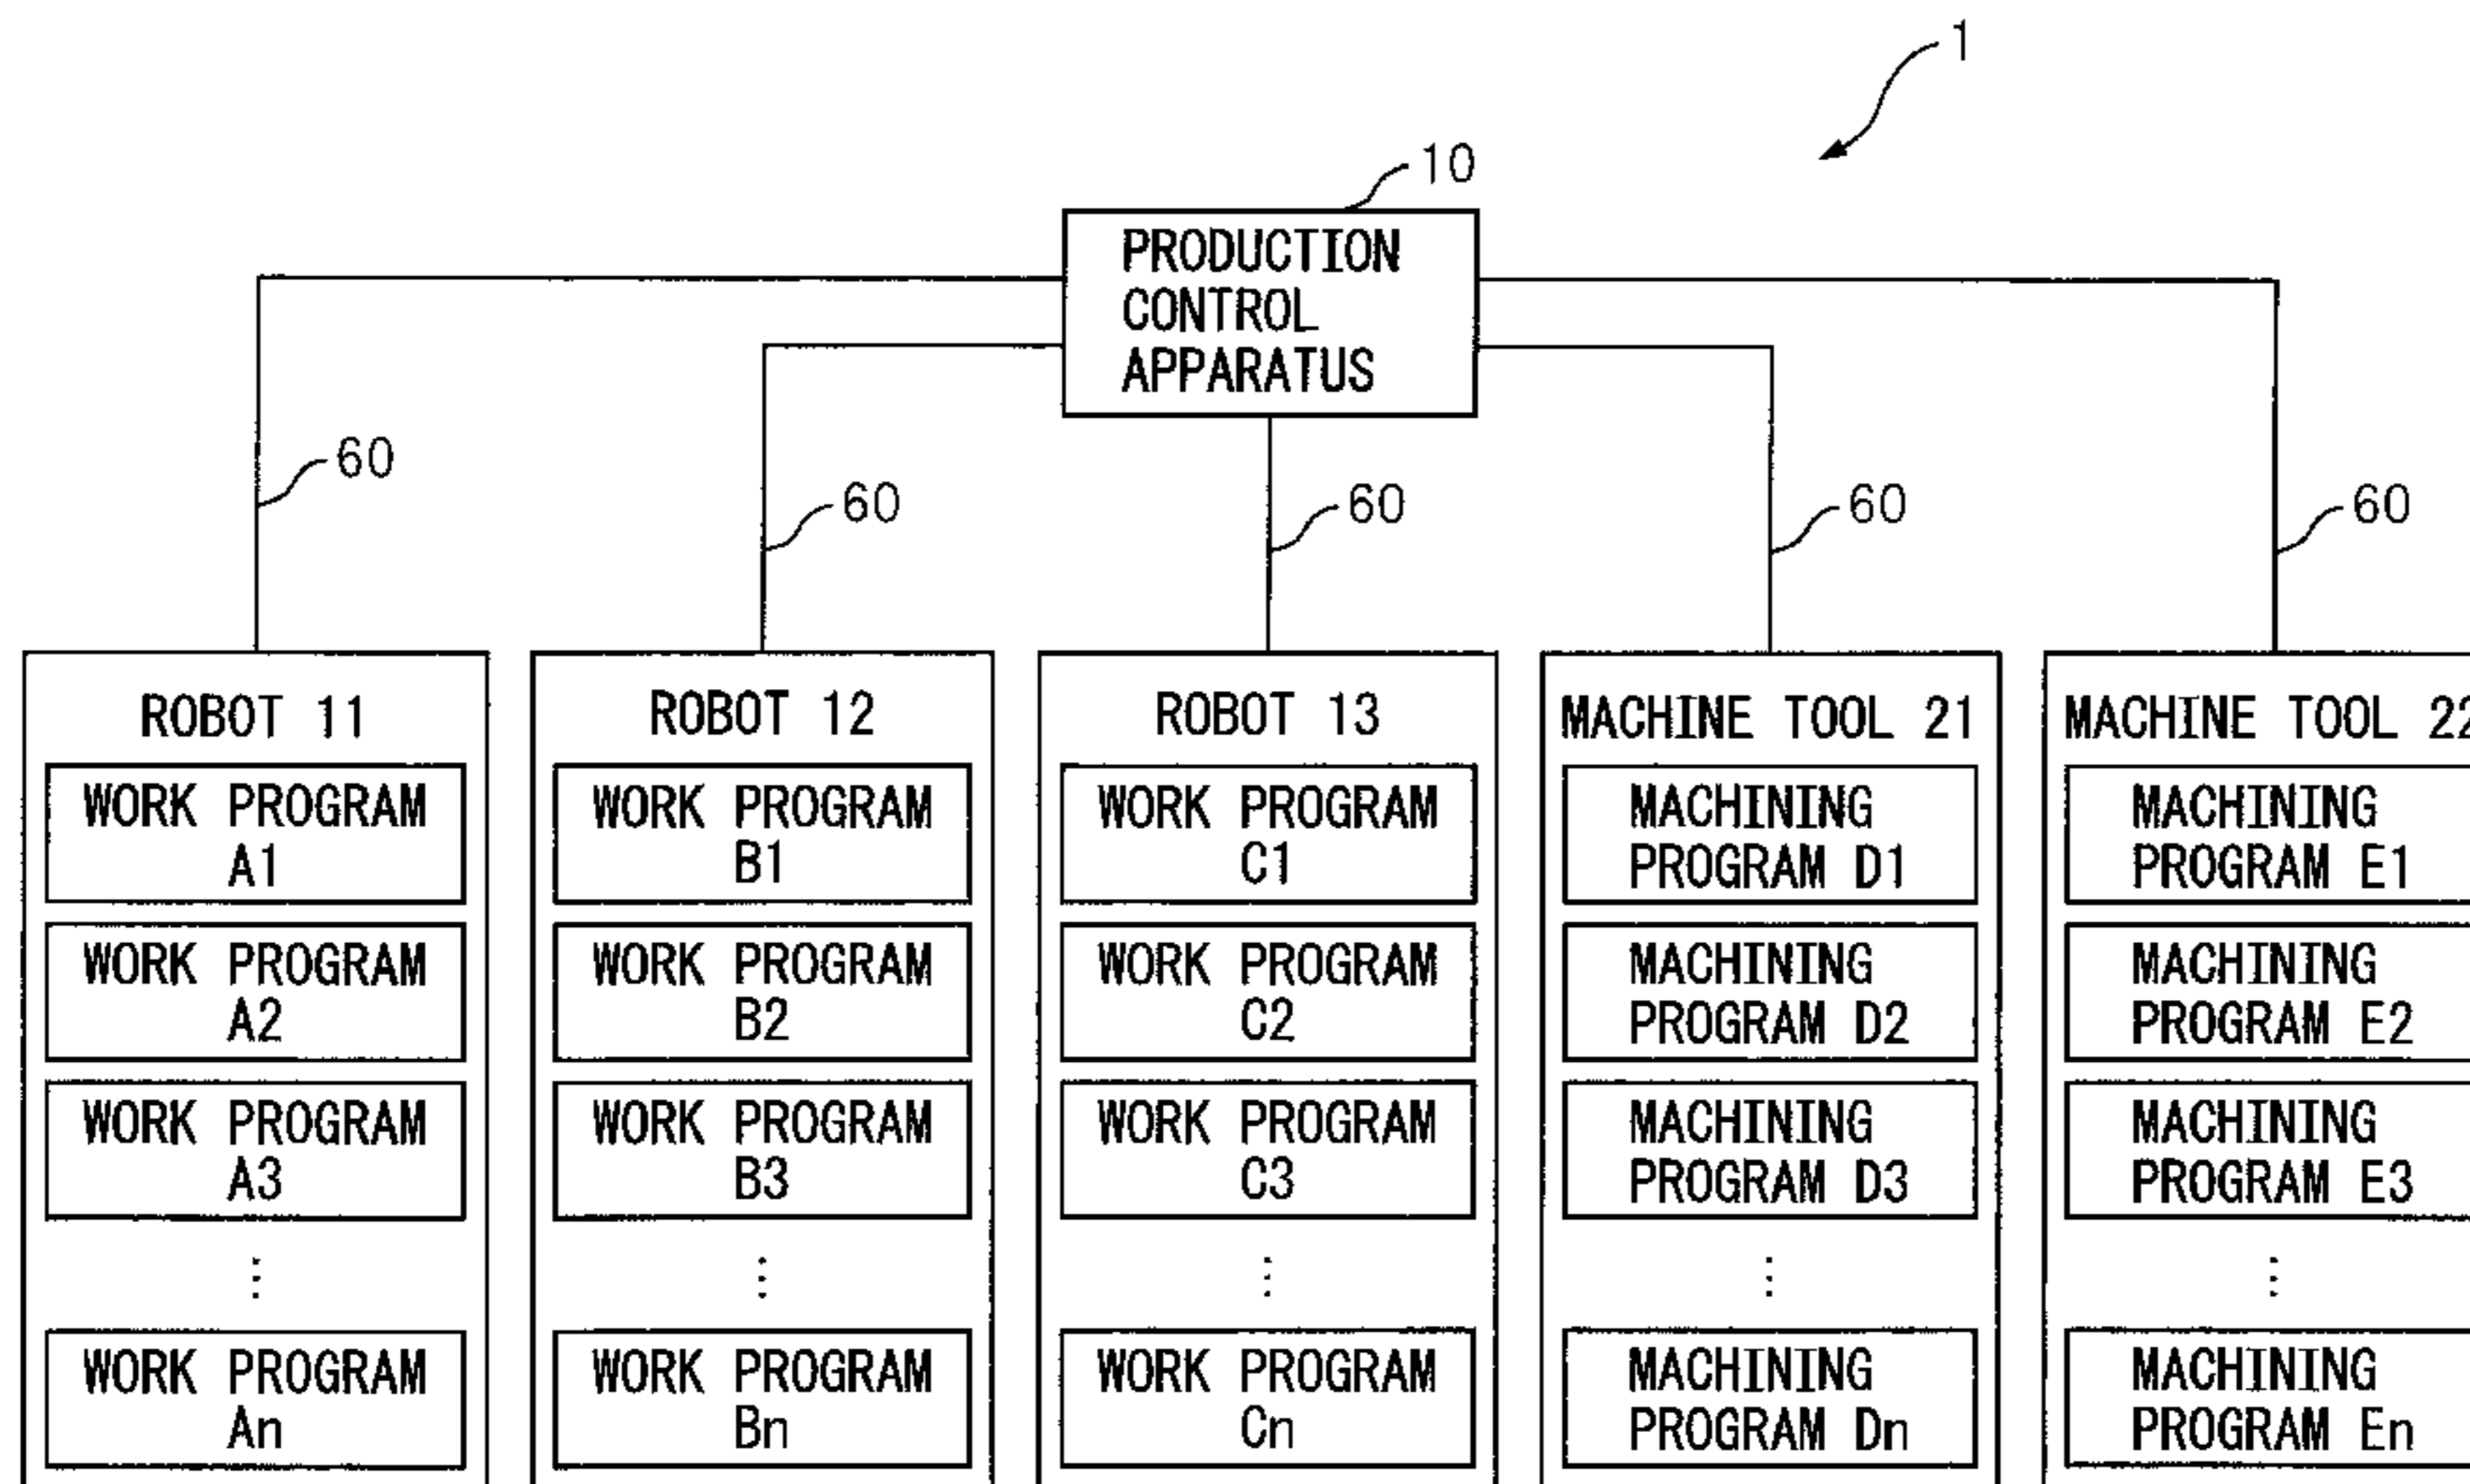 1
10
PRODUCTION
CONTROL
APPARATUS
60
60
60
60
60
ROBOT 11
WORK PROGRAM
A1
WORK PROGRAM
A2
WORK PROGRAM
A3
⋮
WORK PROGRAM
An
ROBOT 12
WORK PROGRAM
B1
WORK PROGRAM
B2
WORK PROGRAM
B3
⋮
WORK PROGRAM
Bn
ROBOT 13
WORK PROGRAM
C1
WORK PROGRAM
C2
WORK PROGRAM
C3
⋮
WORK PROGRAM
Cn
MACHINE TOOL 21
MACHINING
PROGRAM D1
MACHINING
PROGRAM D2
MACHINING
PROGRAM D3
⋮
MACHINING
PROGRAM Dn
MACHINE TOOL 22
MACHINING
PROGRAM E1
MACHINING
PROGRAM E2
MACHINING
PROGRAM E3
⋮
MACHINING
PROGRAM En